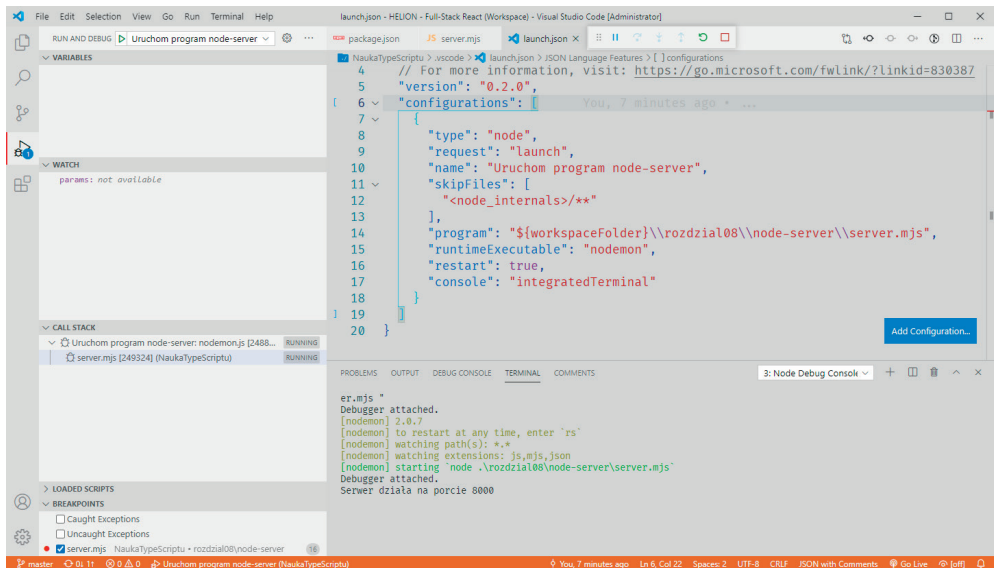 File Edit Selection View Go Run Terminal Help
launch.json - HELION - Full-Stack React (Workspace) - Visual Studio Code [Administrator]
RUN AND DEBUG Uruchom program node-server
package.json
JS server.mjs
launch.json
VARIABLES
WATCH
params: not available
CALL STACK
Uruchom program node-server: nodemon.js [2488... RUNNING
server.mjs [249324] (NaukaTypeScriptu) RUNNING
LOADED SCRIPTS
BREAKPOINTS
Caught Exceptions
Uncaught Exceptions
server.mjs NaukaTypeScriptu • rozdzial08\node-server 16
NaukaTypeScriptu > .vscode > launch.json > JSON Language Features > [ ] configurations
4 // For more information, visit: https://go.microsoft.com/fwlink/?linkid=830387
5 "version": "0.2.0",
6 "configurations": [ You, 7 minutes ago • ...
7 {
8 "type": "node",
9 "request": "launch",
10 "name": "Uruchom program node-server",
11 "skipFiles": [
12 "<node_internals>/**"
13 ],
14 "program": "${workspaceFolder}\\rozdzial08\\node-server\\server.mjs",
15 "runtimeExecutable": "nodemon",
16 "restart": true,
17 "console": "integratedTerminal"
18 }
19 ]
20 }
Add Configuration...
PROBLEMS OUTPUT DEBUG CONSOLE TERMINAL COMMENTS
3: Node Debug Console
er.mjs "
Debugger attached.
[nodemon] 2.0.7
[nodemon] to restart at any time, enter `rs`
[nodemon] watching path(s): *.*
[nodemon] watching extensions: js,mjs,json
[nodemon] starting `node .\rozdzial08\node-server\server.mjs`
Debugger attached.
Serwer działa na porcie 8000
master 0↓ 1↑ 0 0 Uruchom program node-server (NaukaTypeScriptu)
You, 7 minutes ago Ln 6, Col 22 Spaces: 2 UTF-8 CRLF JSON with Comments Go Live [off]